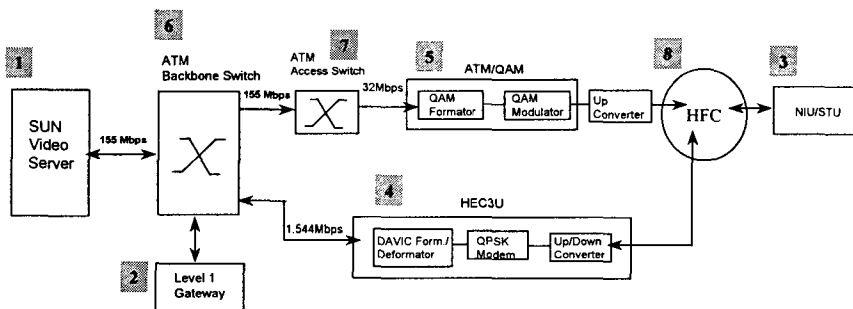 6
7
1
ATM
Backbone Switch
ATM
Access Switch
5
ATM/QAM
8
3
155 Mbps
32Mbps
SUN
Video
Server
155 Mbps
QAM
Formator
QAM
Modulator
Up
Converter
HFC
NIU/STU
4
HEC3U
1.544Mbps
DAVIC Form./
Deformator
QPSK
Modem
Up/Down
Converter
2
Level 1
Gateway